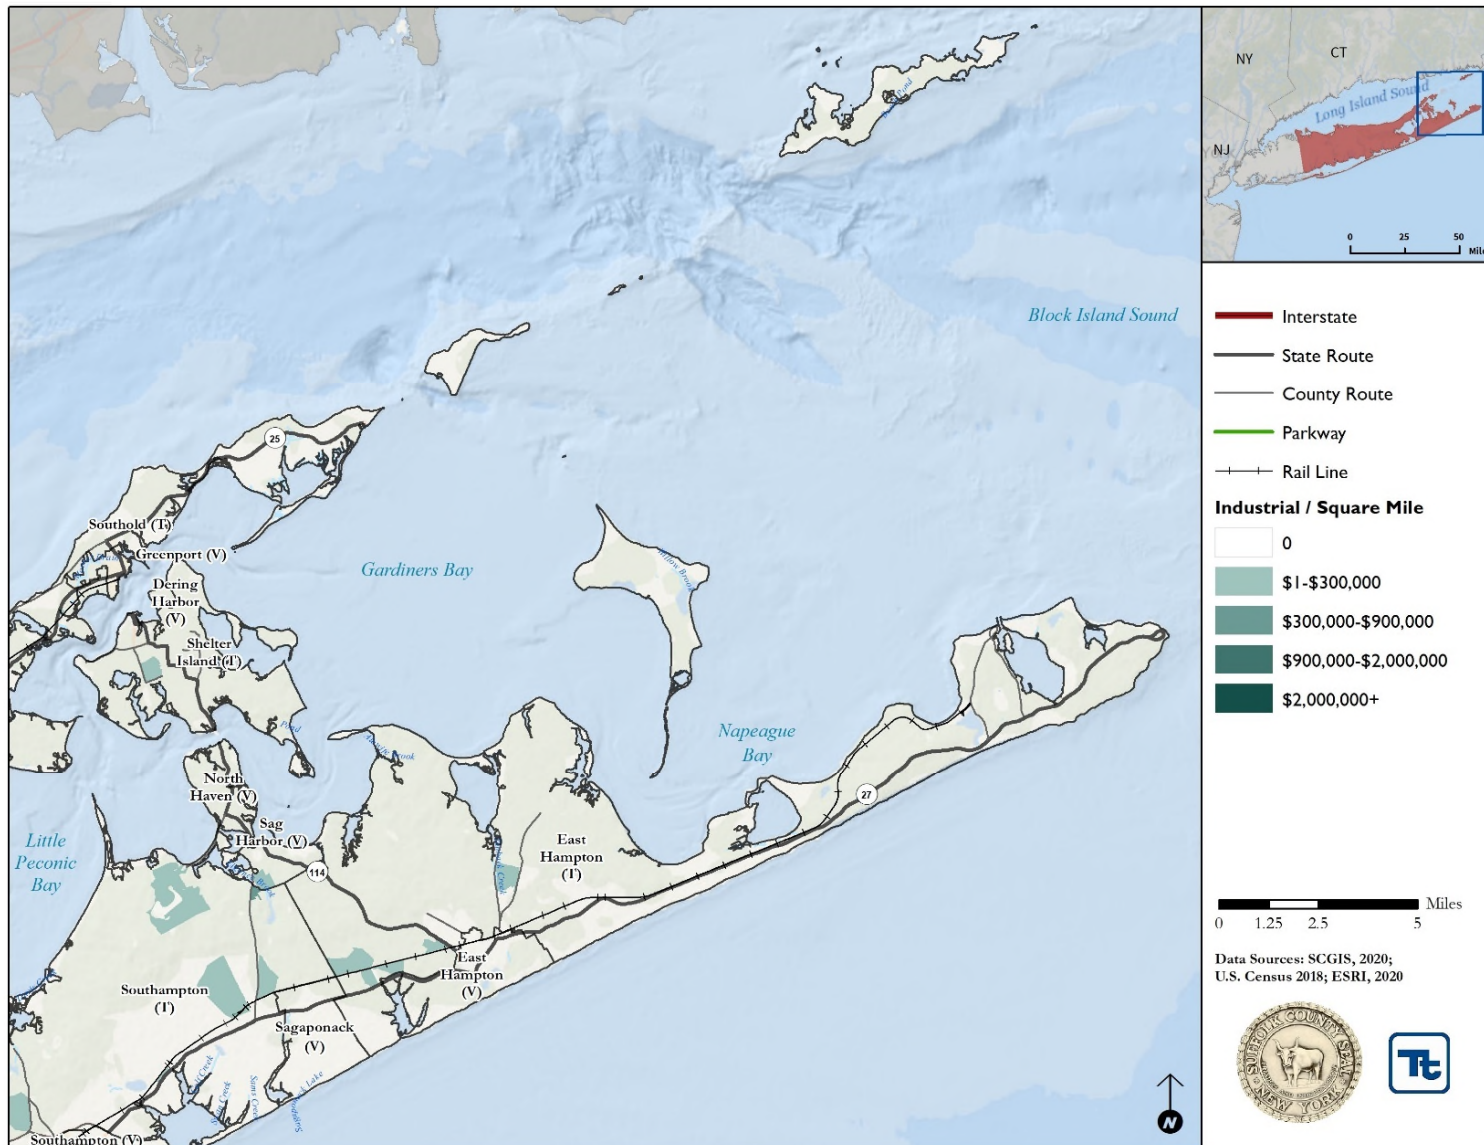 25
Block Island Sound
Southold (T)
Greenport (V)
Gardiners Bay
Dering
Harbor
(V)
Shelter
Island (T)
Pond
Napeague
Bay
North
Haven (V)
Sag
Harbor (V)
27
Little
Peconic
Bay
114
East
Hampton
(T)
East
Hampton
(V)
Southampton
(T)
Sagaponack
(V)
Southampton (V)
N
NY
CT
NJ
Long Island Sound
0 25 50
Mile
Interstate
State Route
County Route
Parkway
Rail Line
Industrial / Square Mile
0
$1-$300,000
$300,000-$900,000
$900,000-$2,000,000
$2,000,000+
Miles
0 1.25 2.5 5
Data Sources: SCGIS, 2020;
U.S. Census 2018; ESRI, 2020
SUFFOLK COUNTY SEAL
NEW YORK
Tt